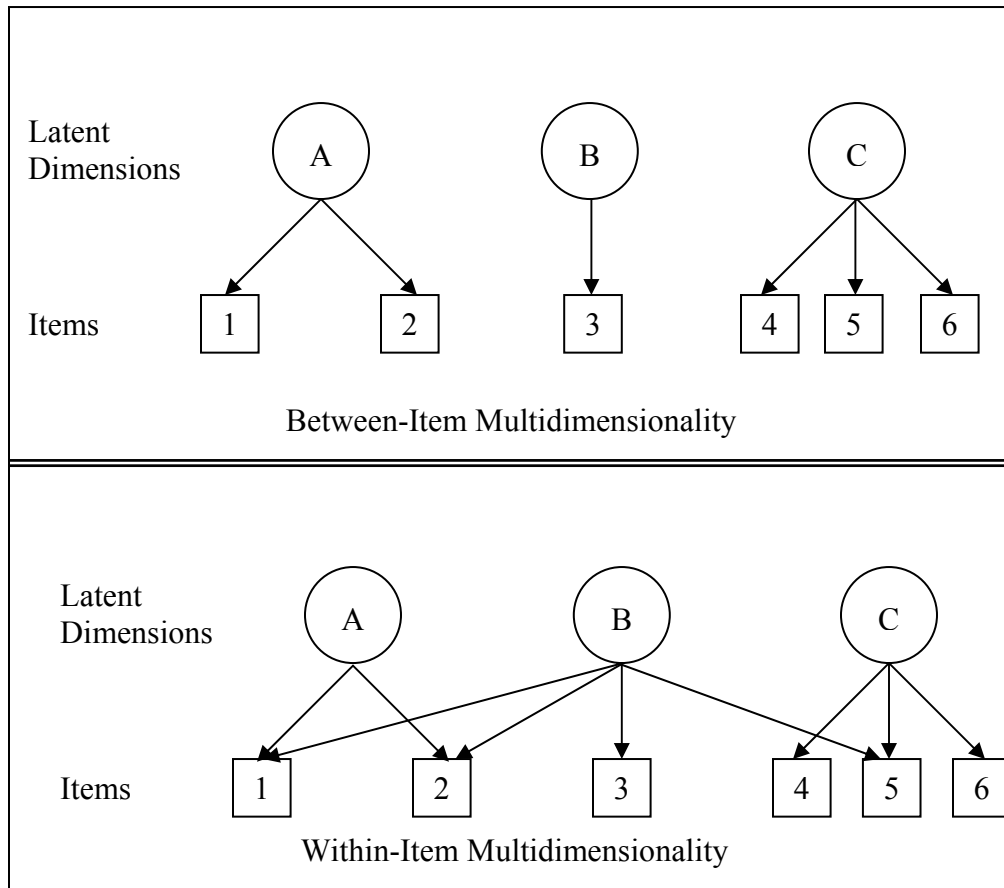 Latent
Dimensions
A B C
Items
1 2 3 4 5 6
Between-Item Multidimensionality
Latent
Dimensions
A B C
Items
1 2 3 4 5 6
Within-Item Multidimensionality